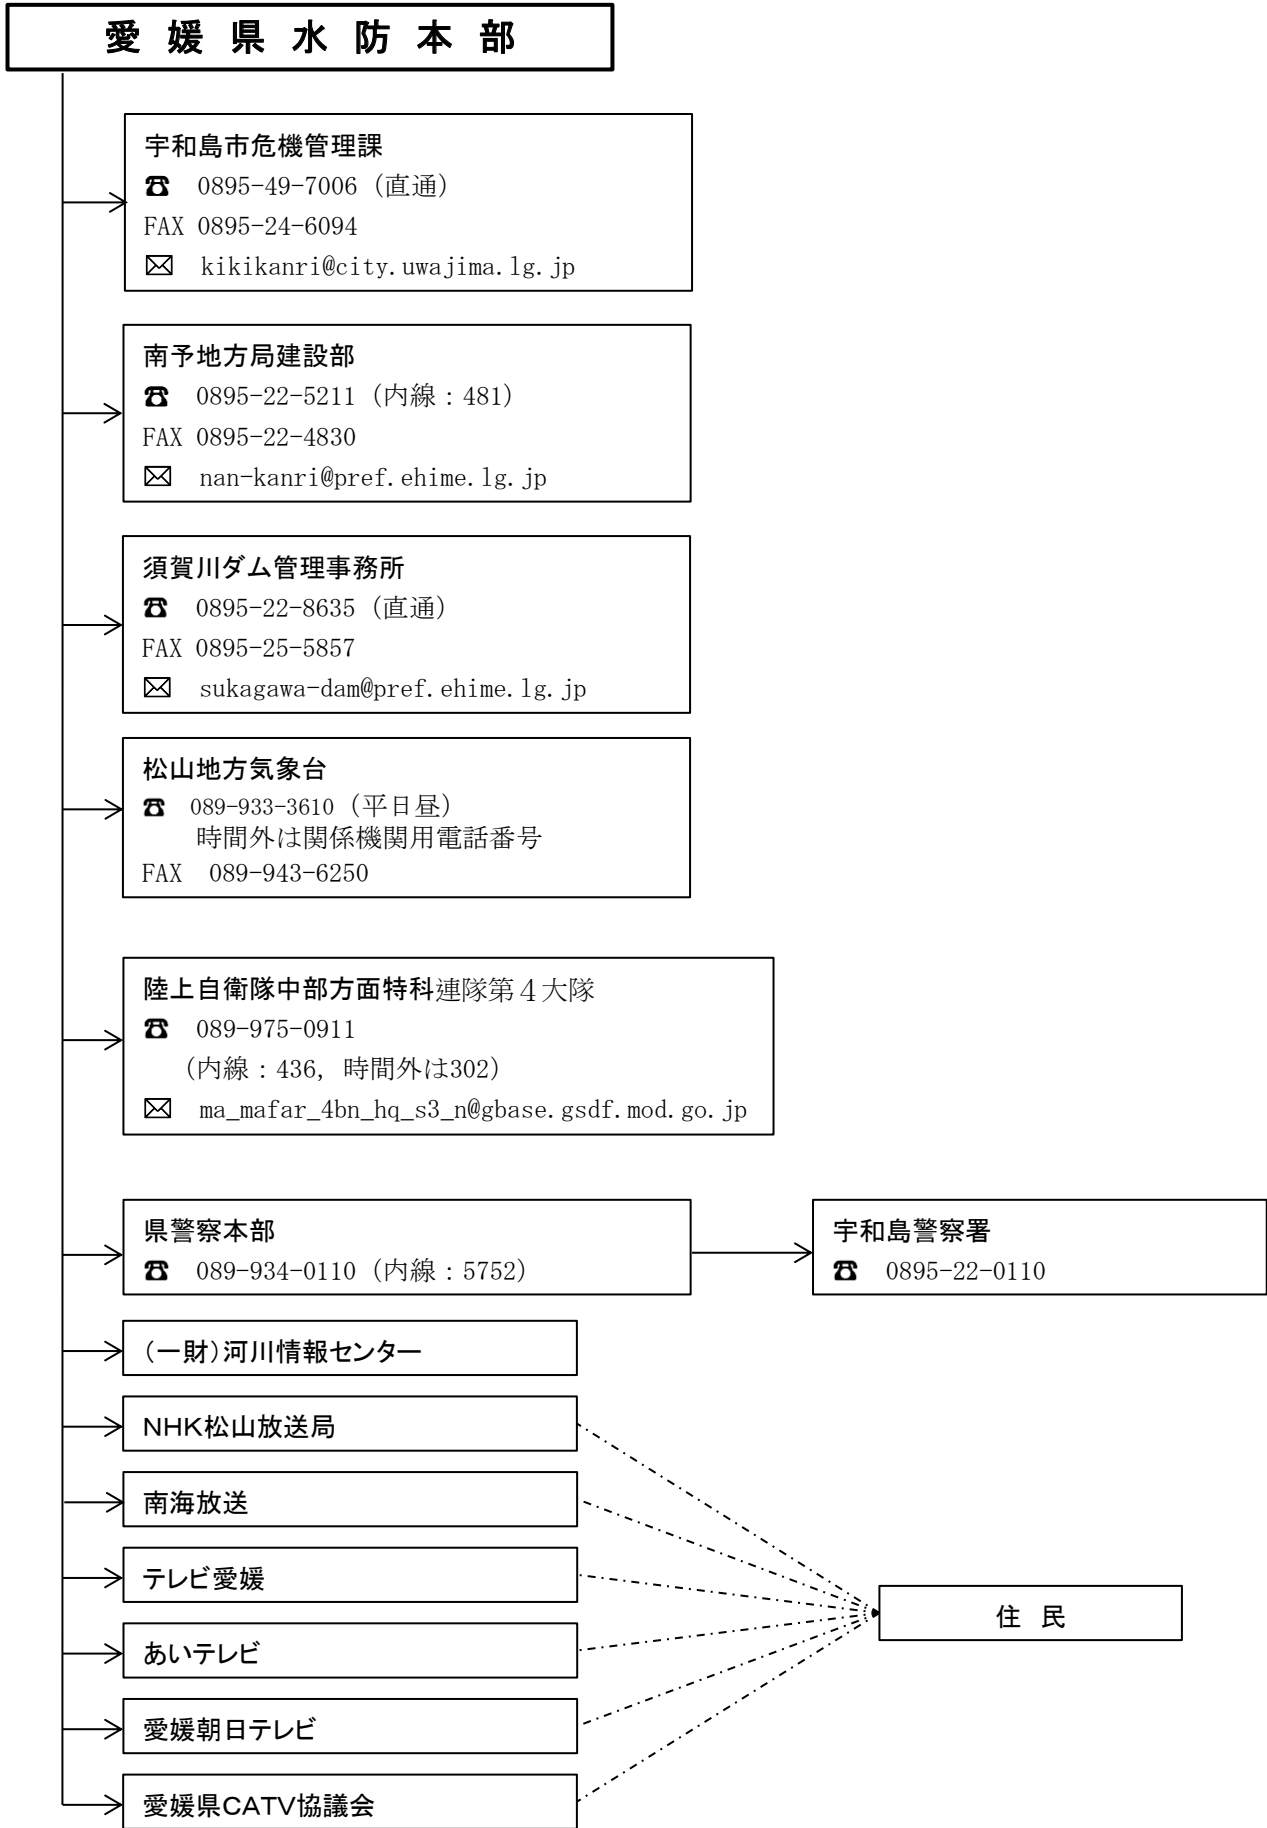 愛媛県水防本部
宇和島市危機管理課
☎ 0895-49-7006（直通）
FAX 0895-24-6094
✉ kikikanri@city.uwajima.lg.jp
南予地方局建設部
☎ 0895-22-5211（内線：481）
FAX 0895-22-4830
✉ nan-kanri@pref.ehime.lg.jp
須賀川ダム管理事務所
☎ 0895-22-8635（直通）
FAX 0895-25-5857
✉ sukagawa-dam@pref.ehime.lg.jp
松山地方気象台
☎ 089-933-3610（平日昼）
時間外は関係機関用電話番号
FAX 089-943-6250
陸上自衛隊中部方面特科連隊第４大隊
☎ 089-975-0911
（内線：436, 時間外は302）
✉ ma_mafar_4bn_hq_s3_n@gbase.gsdf.mod.go.jp
県警察本部
☎ 089-934-0110（内線：5752）
宇和島警察署
☎ 0895-22-0110
（一財）河川情報センター
NHK松山放送局
南海放送
テレビ愛媛
あいテレビ
愛媛朝日テレビ
愛媛県CATV協議会
住民